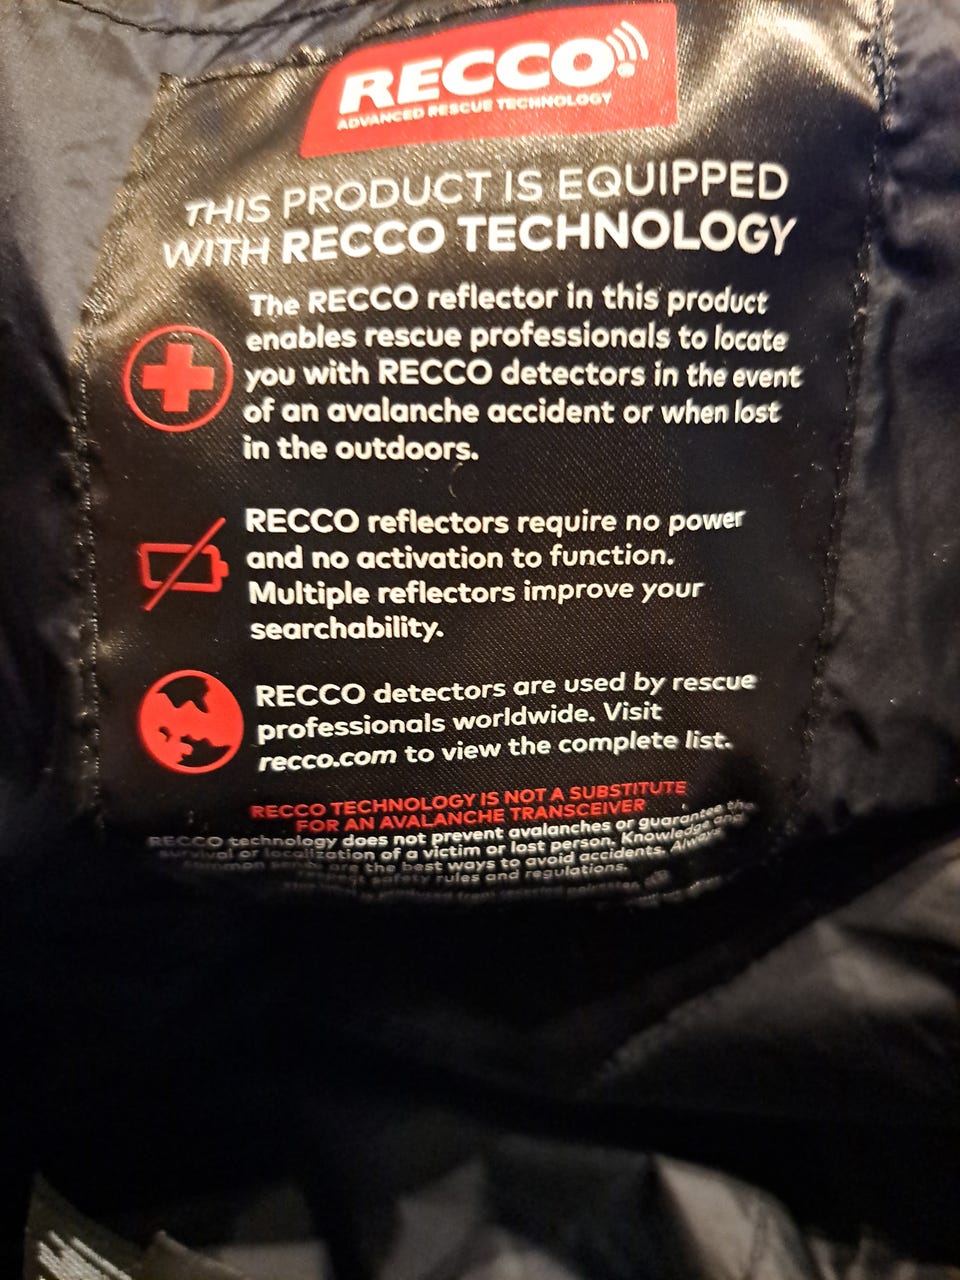 RECCO
ADVANCED RESCUE TECHNOLOGY
THIS PRODUCT IS EQUIPPED
WITH RECCO TECHNOLOGY
The RECCO reflector in this product
enables rescue professionals to locate
you with RECCO detectors in the event
of an avalanche accident or when lost
in the outdoors.
RECCO reflectors require no power
and no activation to function.
Multiple reflectors improve your
searchability.
RECCO detectors are used by rescue
professionals worldwide. Visit
recco.com to view the complete list.
RECCO TECHNOLOGY IS NOT A SUBSTITUTE
FOR AN AVALANCHE TRANSCEIVER
RECCO technology does not prevent avalanches or guarantee the
survival or localization of a victim or lost person. Knowledge and
are the best ways to avoid accidents. Always
safety rules and regulations.